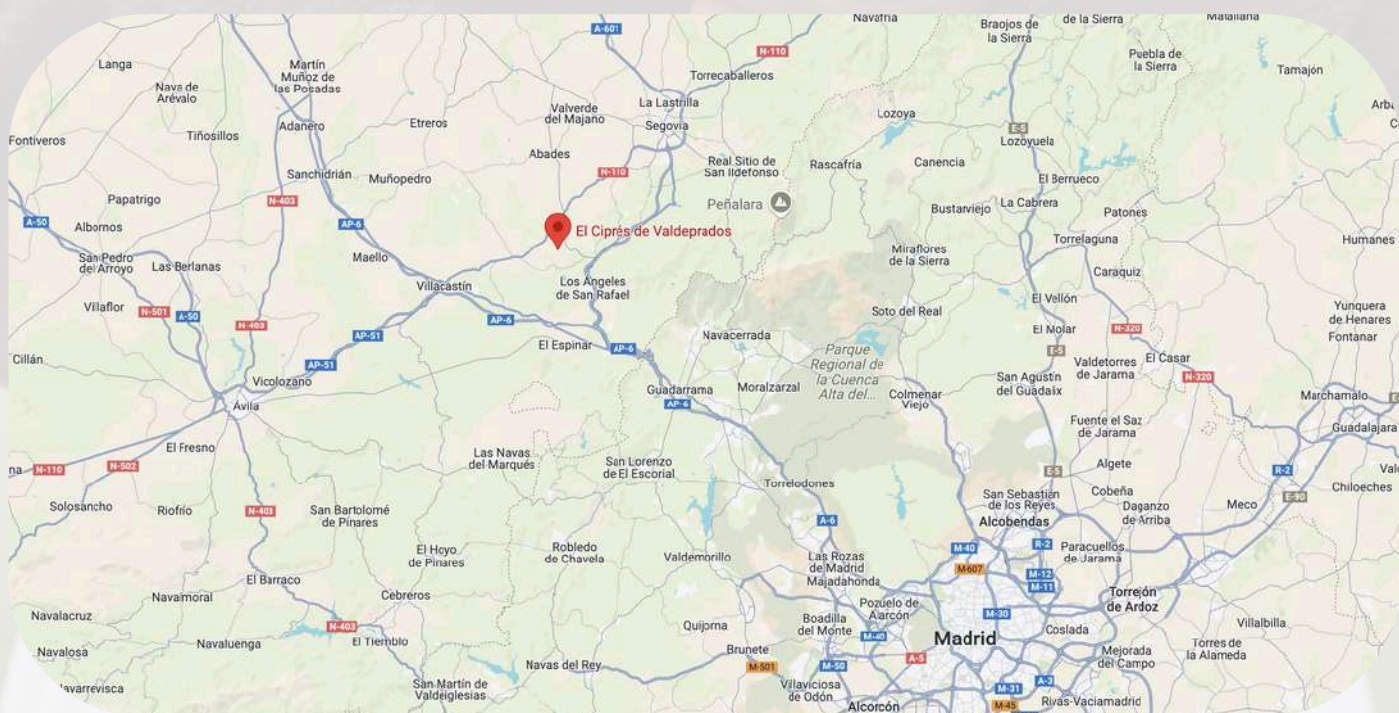 Navafría
Braojos de
la Sierra
de la Sierra
A-601
N-110
Puebla de
la Sierra
Langa
Martín
Muñoz de
las Posadas
Torrecaballeros
Tamajón
Nava de
Arévalo
La Lastrilla
Valverde
del Majano
Lozoya
Adanero
Etreros
Segovia
E-5
Fontiveros
Tiñosillos
Lozoyuela
Abades
Real Sitio de
San Ildefonso
Rascafría
Canencia
Sanchidrián
Muñopedro
N-110
El Berrueco
Papatrigo
N-403
Peñalara
Bustarviejo
La Cabrera
Patones
A-50
Albornos
AP-6
El Ciprés de Valdeprados
Torrelaguna
Humanes
San Pedro
del Arroyo
Las Berlanas
Maello
Miraflores
de la Sierra
Caraquiz
Villacastín
Los Ángeles
de San Rafael
Villaflor
N-501
A-50
N-403
AP-6
Soto del Real
El Vellón
Yunquera
de Henares
Fontanar
AP-51
Navacerrada
El Molar
N-320
Cillán
El Espinar
AP-6
Parque
Regional de
la Cuenca
Alta del...
E-5
Valdetorres
de Jarama
El Casar
AP-51
Vicolozano
Guadarrama
Moralzarzal
San Agustín
del Guadalix
N-320
Ávila
AP-6
Colmenar
Viejo
Marchamalo
Fuente el Saz
de Jarama
Guadalajara
El Fresno
Las Navas
del Marqués
San Lorenzo
de El Escorial
N-110
N-502
Algete
R-2
E-5
Torrelodones
Chiloeches
Solosancho
Riofrío
N-403
San Bartolomé
de Pinares
San Sebastián
de los Reyes
Cobeña
E-90
A-6
Alcobendas
Daganzo
de Arriba
Meco
El Hoyo
de Pinares
Robledo
de Chavela
Valdemorillo
Las Rozas
de Madrid
M-40
R-2
Paracuellos
de Jarama
M-607
El Barraco
Majadahonda
M-12
M-11
Navamoral
Cebreros
Torrejón
de Ardoz
Pozuelo de
Alarcón
M-30
Navalacruz
N-403
Quijorna
Boadilla
del Monte
M-40
Madrid
Coslada
Villalbilla
Navaluenga
El Tiemblo
Navalosa
Brunete
A-5
Mejorada
del Campo
Torres de
la Alameda
Navas del Rey
M-501
M-50
San Martín de
Valdeiglesias
Villaviciosa
de Odón
A-3
M-31
Alcorcón
M-45
Rivas-Vaciamadrid